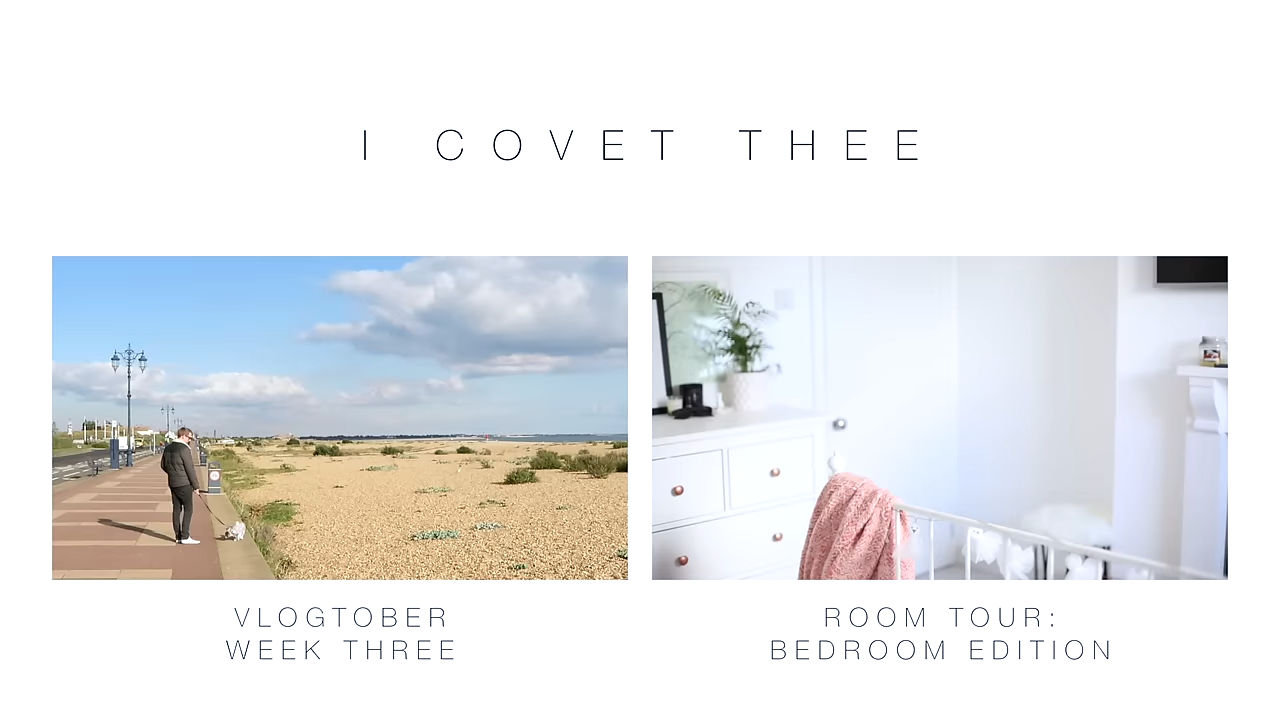 I COVET THEE
VLOGTOBER
WEEK THREE
ROOM TOUR:
BEDROOM EDITION